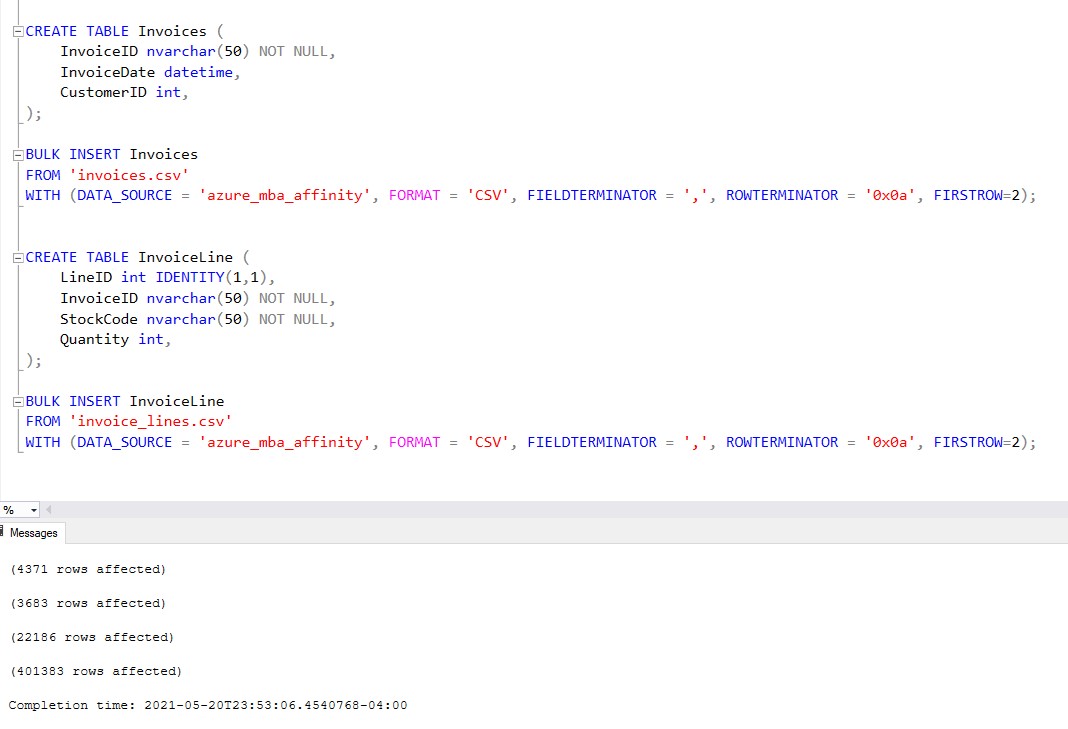 CREATE TABLE Invoices (
InvoiceID nvarchar(50) NOT NULL,
InvoiceDate datetime,
CustomerID int,
);
BULK INSERT Invoices
FROM 'invoices.csv'
WITH (DATA_SOURCE = 'azure_mba_affinity', FORMAT = 'CSV', FIELDTERMINATOR = ',', ROWTERMINATOR = '0x0a', FIRSTROW=2);
CREATE TABLE InvoiceLine (
LineID int IDENTITY(1,1),
InvoiceID nvarchar(50) NOT NULL,
StockCode nvarchar(50) NOT NULL,
Quantity int,
);
BULK INSERT InvoiceLine
FROM 'invoice_lines.csv'
WITH (DATA_SOURCE = 'azure_mba_affinity', FORMAT = 'CSV', FIELDTERMINATOR = ',', ROWTERMINATOR = '0x0a', FIRSTROW=2);
%
Messages
(4371 rows affected)
(3683 rows affected)
(22186 rows affected)
(401383 rows affected)
Completion time: 2021-05-20T23:53:06.4540768-04:00